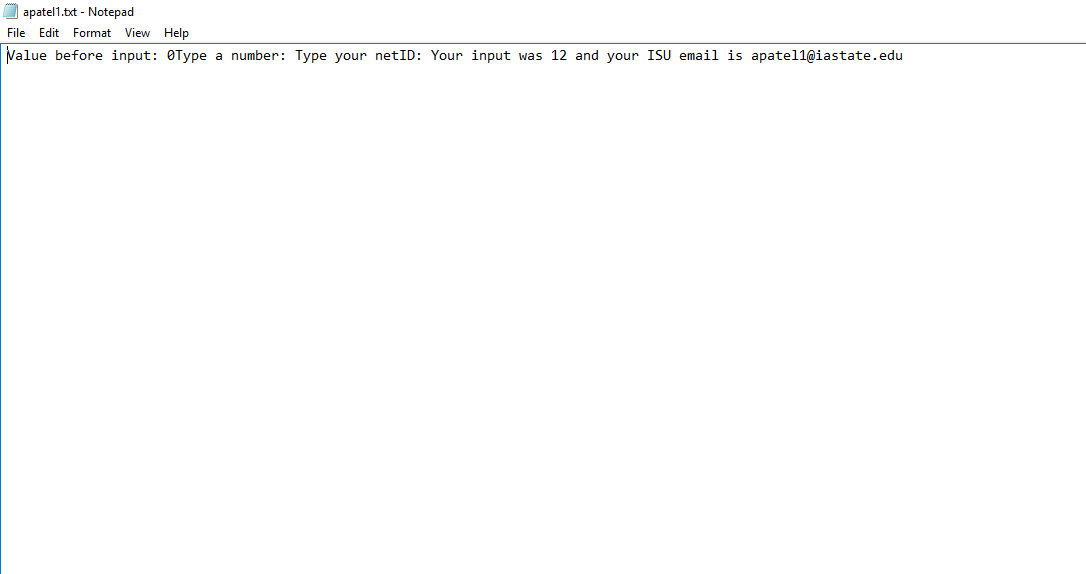 apatel1.txt - Notepad
File Edit Format View Help
Value before input: 0Type a number: Type your netID: Your input was 12 and your ISU email is apatel1@iastate.edu